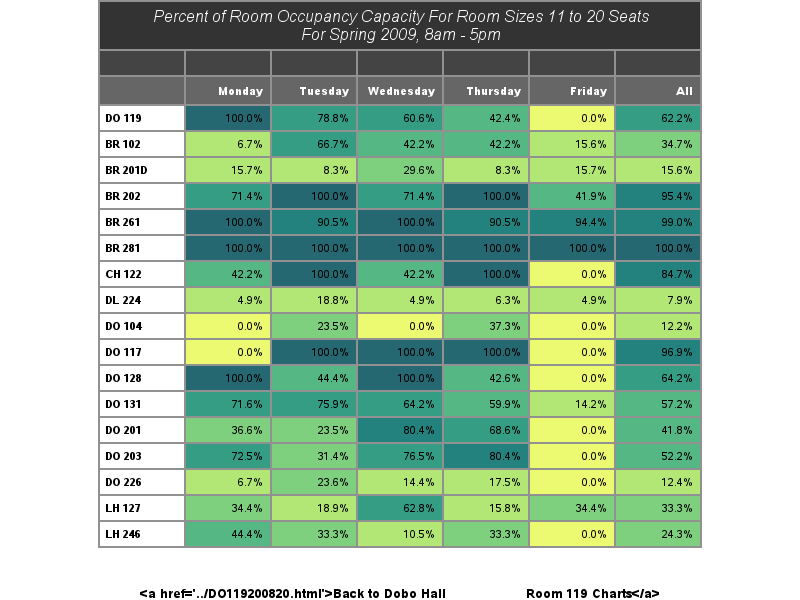 Percent of Room Occupancy Capacity For Room Sizes 11 to 20 Seats
For Spring 2009, 8am - 5pm
Monday Tuesday Wednesday Thursday Friday All
DO 119 100.0% 78.8% 60.6% 42.4% 0.0% 62.2%
BR 102 6.7% 66.7% 42.2% 42.2% 15.6% 34.7%
BR 201D 15.7% 8.3% 29.6% 8.3% 15.7% 15.6%
BR 202 71.4% 100.0% 71.4% 100.0% 41.9% 95.4%
BR 261 100.0% 90.5% 100.0% 90.5% 94.4% 99.0%
BR 281 100.0% 100.0% 100.0% 100.0% 100.0% 100.0%
CH 122 42.2% 100.0% 42.2% 100.0% 0.0% 84.7%
DL 224 4.9% 18.8% 4.9% 6.3% 4.9% 7.9%
DO 104 0.0% 23.5% 0.0% 37.3% 0.0% 12.2%
DO 117 0.0% 100.0% 100.0% 100.0% 0.0% 96.9%
DO 128 100.0% 44.4% 100.0% 42.6% 0.0% 64.2%
DO 131 71.6% 75.9% 64.2% 59.9% 14.2% 57.2%
DO 201 36.6% 23.5% 80.4% 68.6% 0.0% 41.8%
DO 203 72.5% 31.4% 76.5% 80.4% 0.0% 52.2%
DO 226 6.7% 23.6% 14.4% 17.5% 0.0% 12.4%
LH 127 34.4% 18.9% 62.8% 15.8% 34.4% 33.3%
LH 246 44.4% 33.3% 10.5% 33.3% 0.0% 24.3%
<a href='../DO119200820.html'>Back to Dobo Hall Room 119 Charts</a>